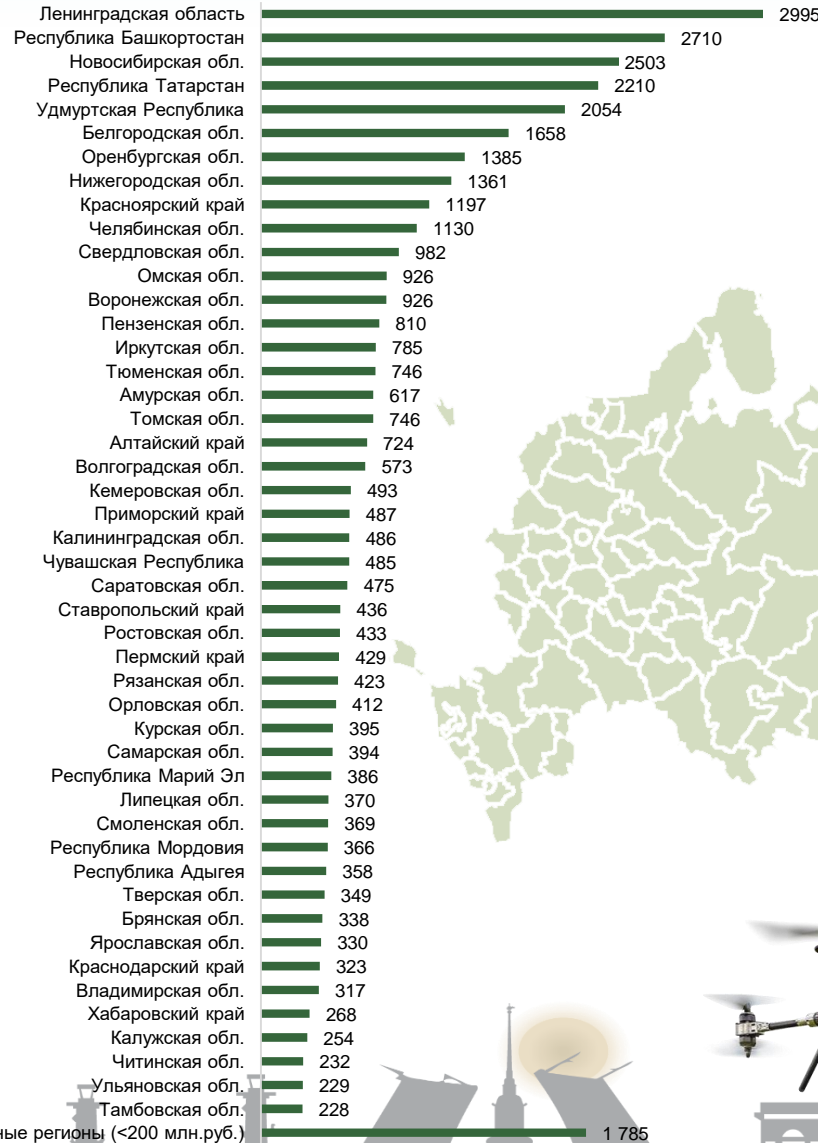 Ленинградская область 2995
Республика Башкортостан 2710
Новосибирская обл. 2503
Республика Татарстан 2210
Удмуртская Республика 2054
Белгородская обл. 1658
Оренбургская обл. 1385
Нижегородская обл. 1361
Красноярский край 1197
Челябинская обл. 1130
Свердловская обл. 982
Омская обл. 926
Воронежская обл. 926
Пензенская обл. 810
Иркутская обл. 785
Тюменская обл. 746
Амурская обл. 617
Томская обл. 746
Алтайский край 724
Волгоградская обл. 573
Кемеровская обл. 493
Приморский край 487
Калининградская обл. 486
Чувашская Республика 485
Саратовская обл. 475
Ставропольский край 436
Ростовская обл. 433
Пермский край 429
Рязанская обл. 423
Орловская обл. 412
Курская обл. 395
Самарская обл. 394
Республика Марий Эл 386
Липецкая обл. 370
Смоленская обл. 369
Республика Мордовия 366
Республика Адыгея 358
Тверская обл. 349
Брянская обл. 338
Ярославская обл. 330
Краснодарский край 323
Владимирская обл. 317
Хабаровский край 268
Калужская обл. 254
Читинская обл. 232
Ульяновская обл. 229
Тамбовская обл. 228
регионы (<200 млн.руб.) 1 785